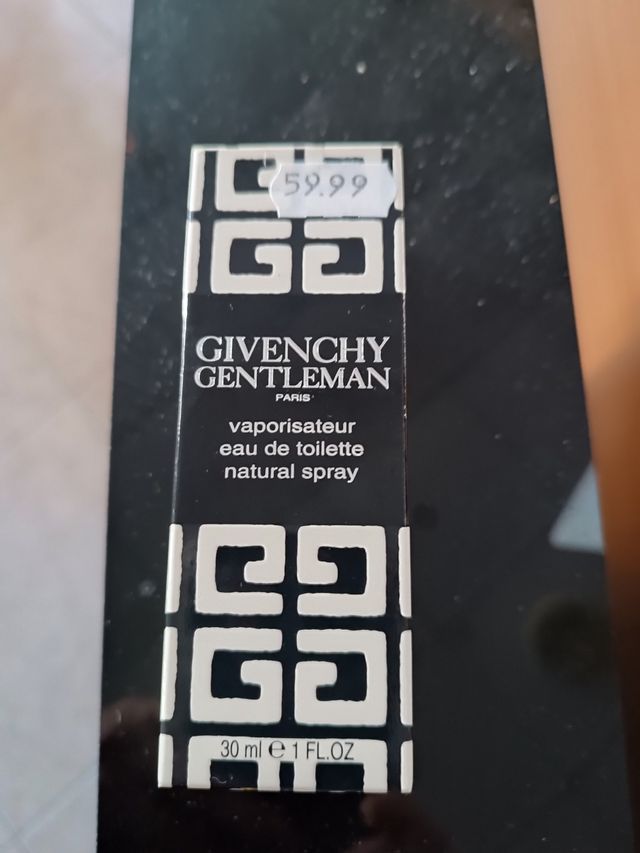 59.99
GIVENCHY
GENTLEMAN
PARIS
vaporisateur
eau de toilette
natural spray
30 ml ℮ 1 FL.OZ